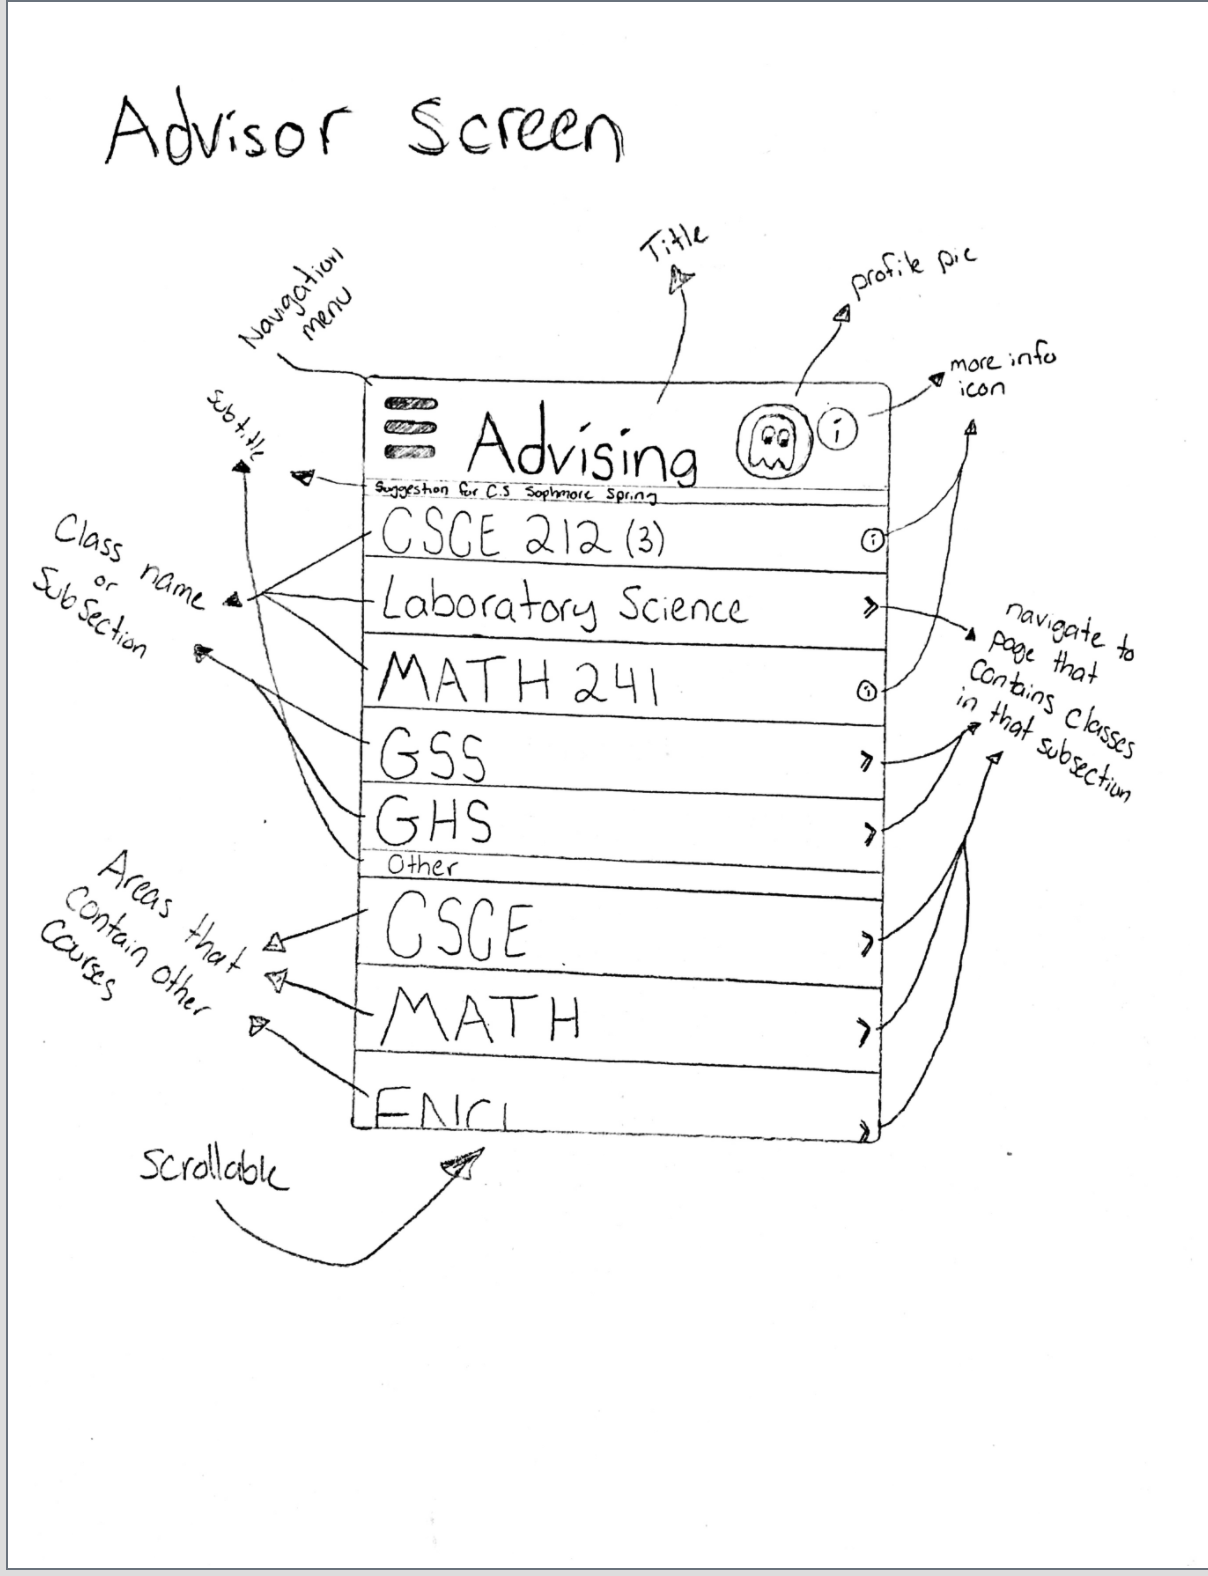 Advisor Screen
Title
profile pic
Navigation
menu
more info
icon
subtitle
i
Advising
Suggestion for C.S Sophmore Spring
CSCE 212 (3)
i
Class name
or
Subsection
Laboratory Science
navigate to
page that
contains classes
in that subsection
MATH 241
i
GSS
GHS
Other
Areas that
contain other
courses
CSCE
MATH
ENGL
Scrollable